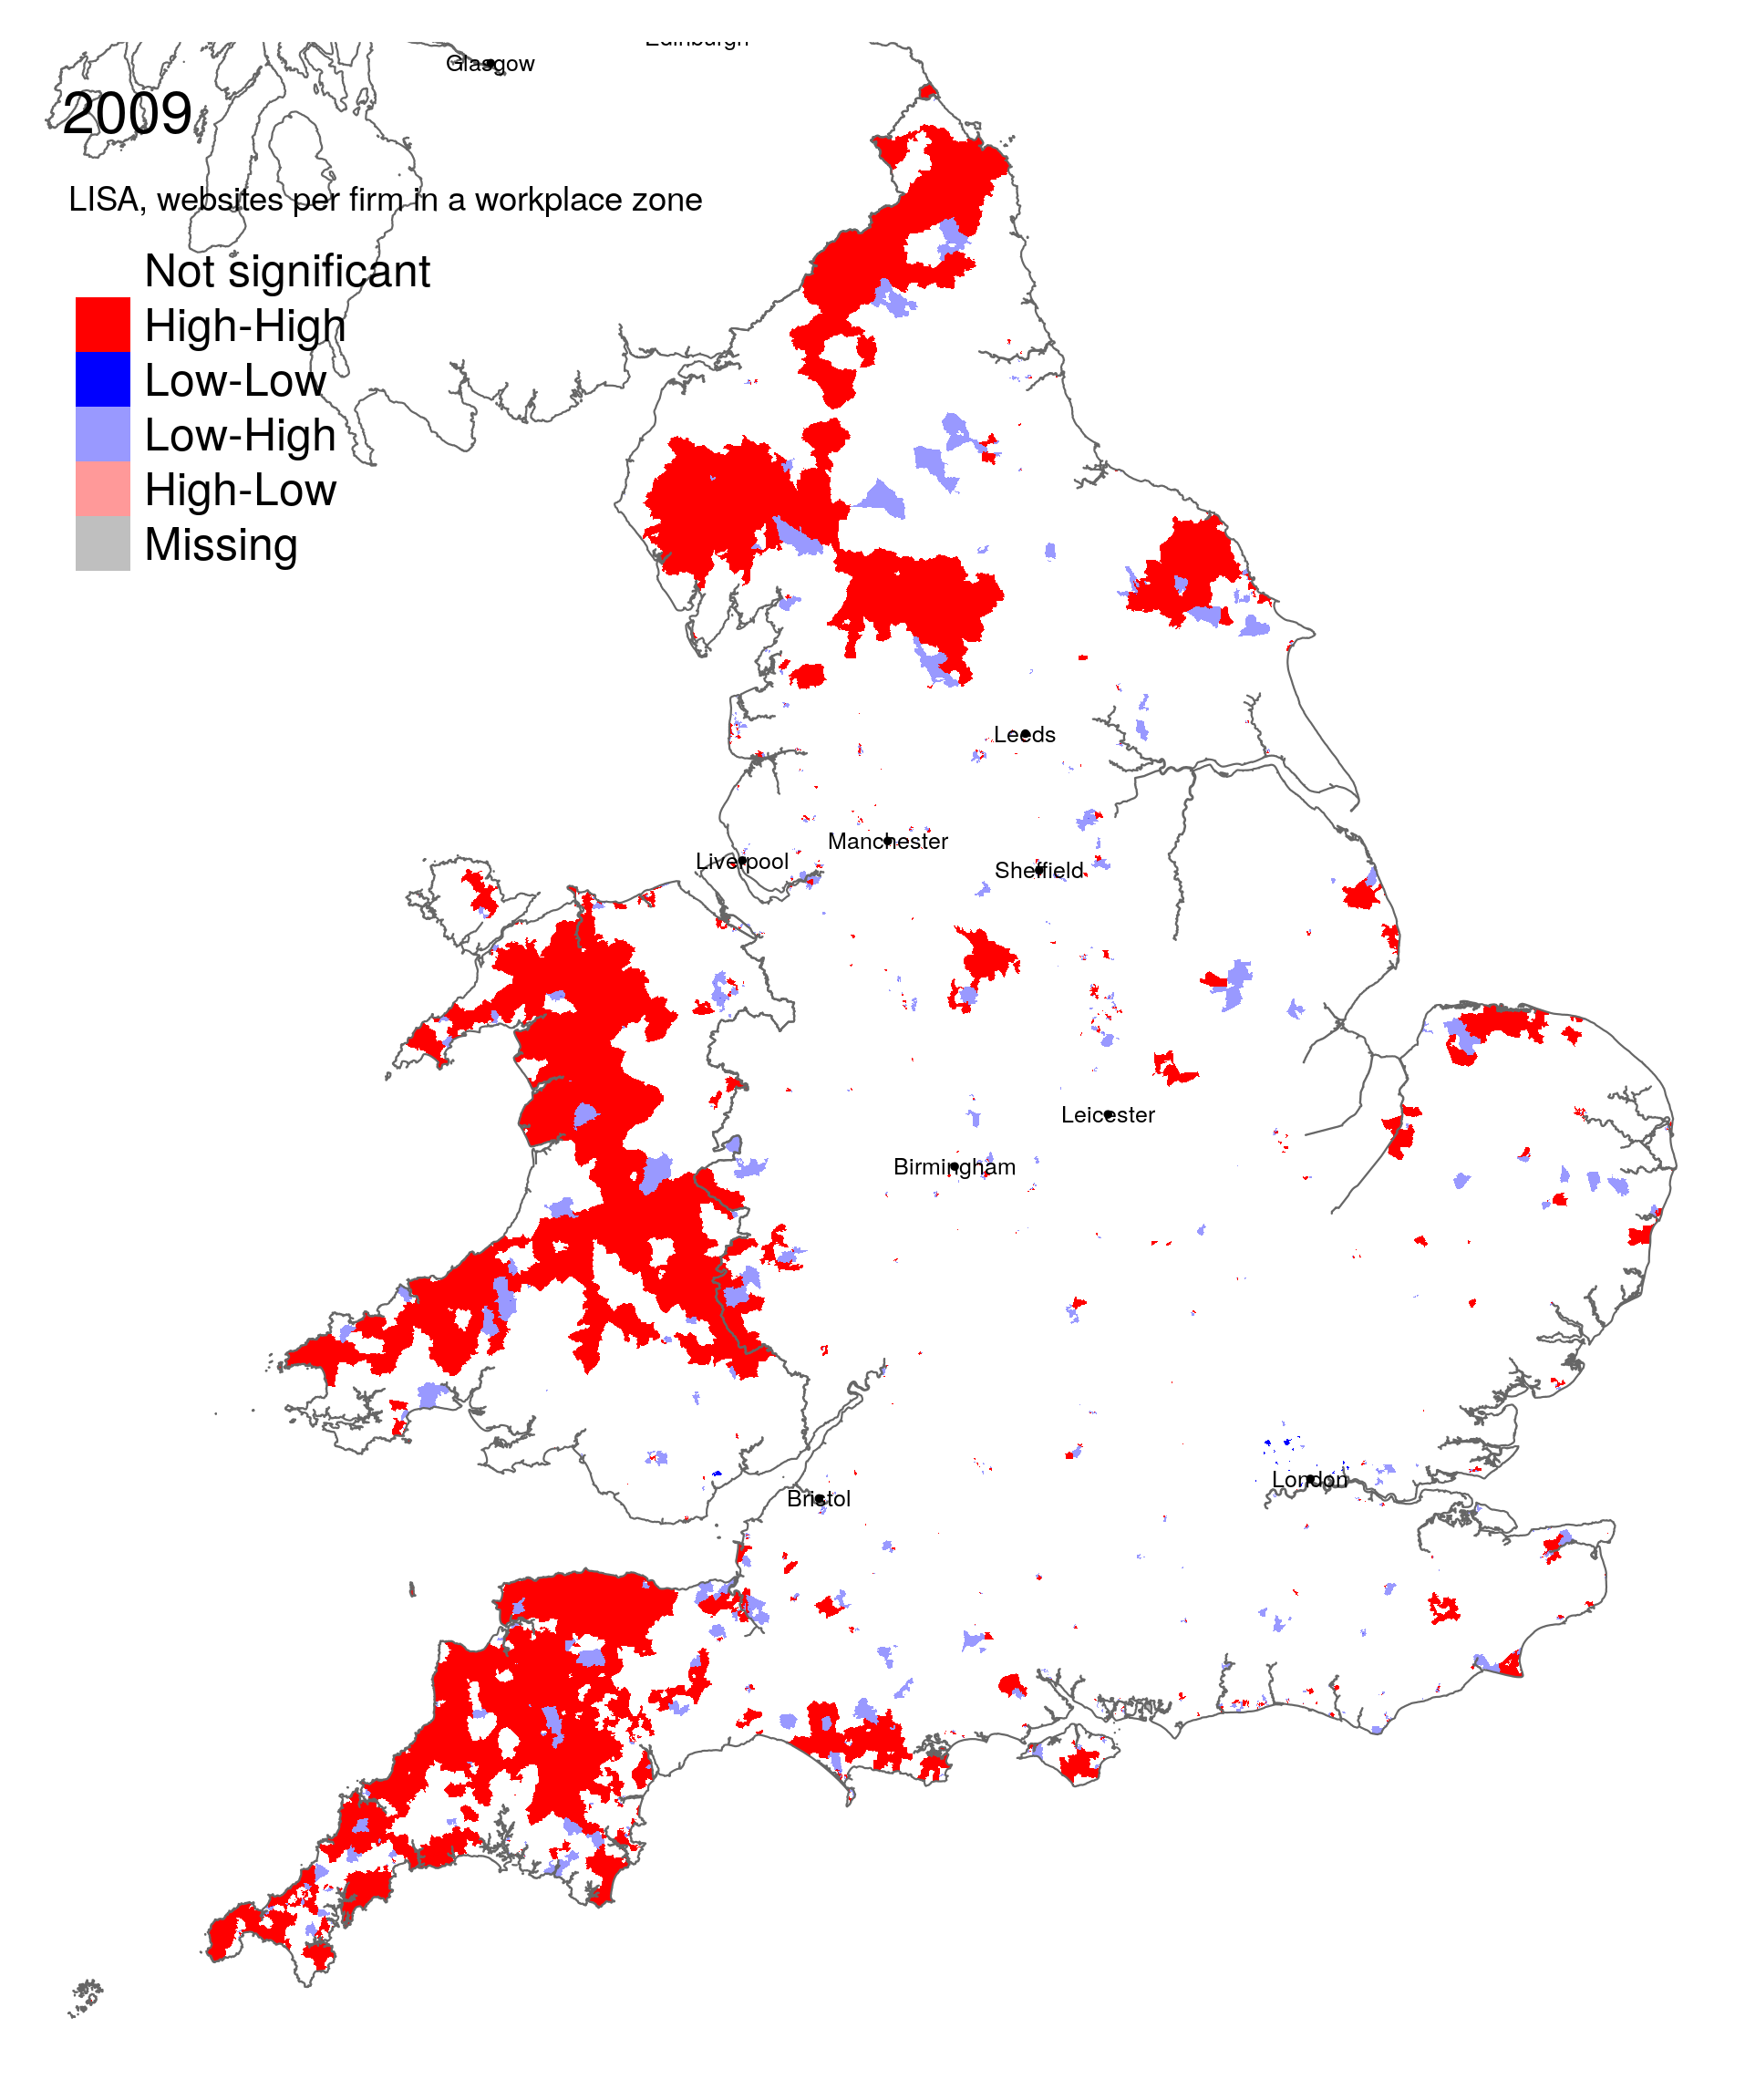 Edinburgh
Glasgow
2009
LISA, websites per firm in a workplace zone
Not significant
High-High
Low-Low
Low-High
High-Low
Missing
Leeds
Manchester
Liverpool
Sheffield
Leicester
Birmingham
London
Bristol